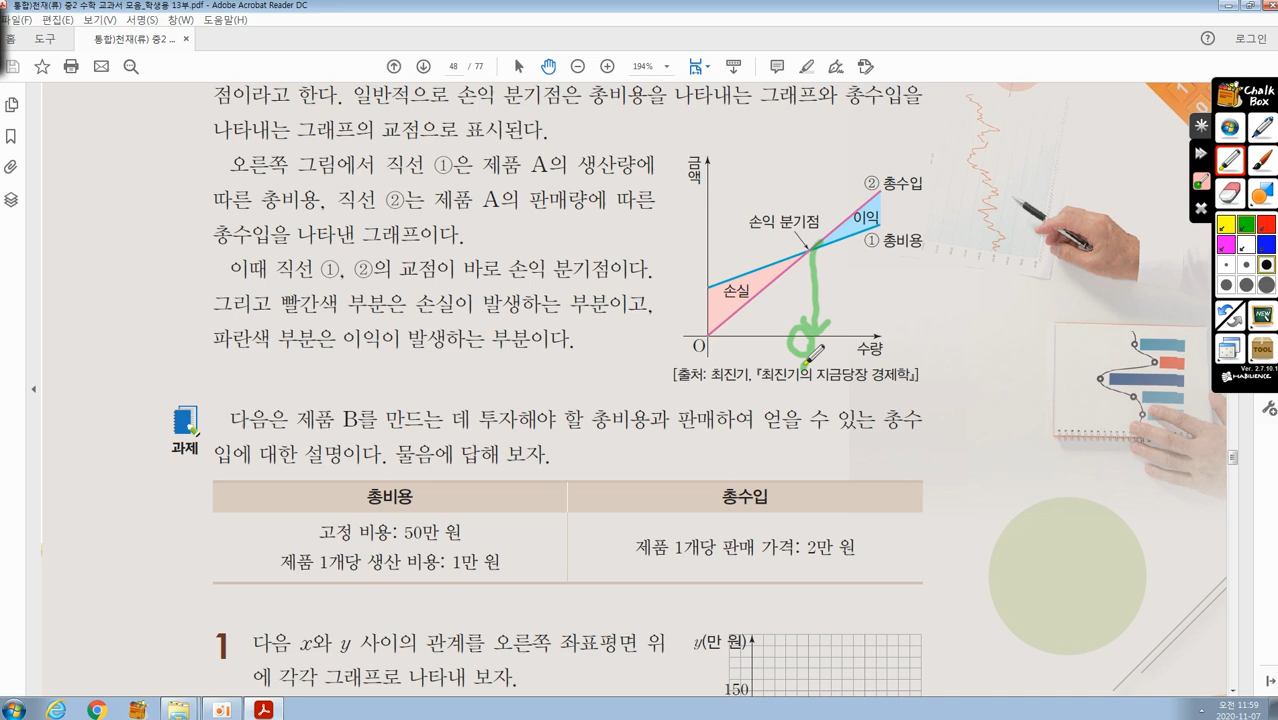 통합)천재(류) 중2 수학 교과서 모음_학생용 13부.pdf - Adobe Acrobat Reader DC
파일(F) 편집(E) 보기(V) 서명(S) 창(W) 도움말(H)
홈 도구 통합)천재(류) 중2 ... × 로그인
48 / 77 194%
점이라고 한다. 일반적으로 손익 분기점은 총비용을 나타내는 그래프와 총수입을
나타내는 그래프의 교점으로 표시된다.
오른쪽 그림에서 직선 ①은 제품 A의 생산량에
따른 총비용, 직선 ②는 제품 A의 판매량에 따른
총수입을 나타낸 그래프이다.
이때 직선 ①, ②의 교점이 바로 손익 분기점이다.
그리고 빨간색 부분은 손실이 발생하는 부분이고,
파란색 부분은 이익이 발생하는 부분이다.
금액
② 총수입
손익 분기점
이익
① 총비용
손실
O
수량
[출처: 최진기, 『최진기의 지금당장 경제학』]
과제
다음은 제품 B를 만드는 데 투자해야 할 총비용과 판매하여 얻을 수 있는 총수
입에 대한 설명이다. 물음에 답해 보자.
총비용 총수입
고정 비용: 50만 원
제품 1개당 생산 비용: 1만 원
제품 1개당 판매 가격: 2만 원
1 다음 x와 y 사이의 관계를 오른쪽 좌표평면 위
에 각각 그래프로 나타내 보자.
y(만 원)
150
Chalk
Box
NEW
TOOL
Ver. 2.7.10.1
오전 11:59
2020-11-07